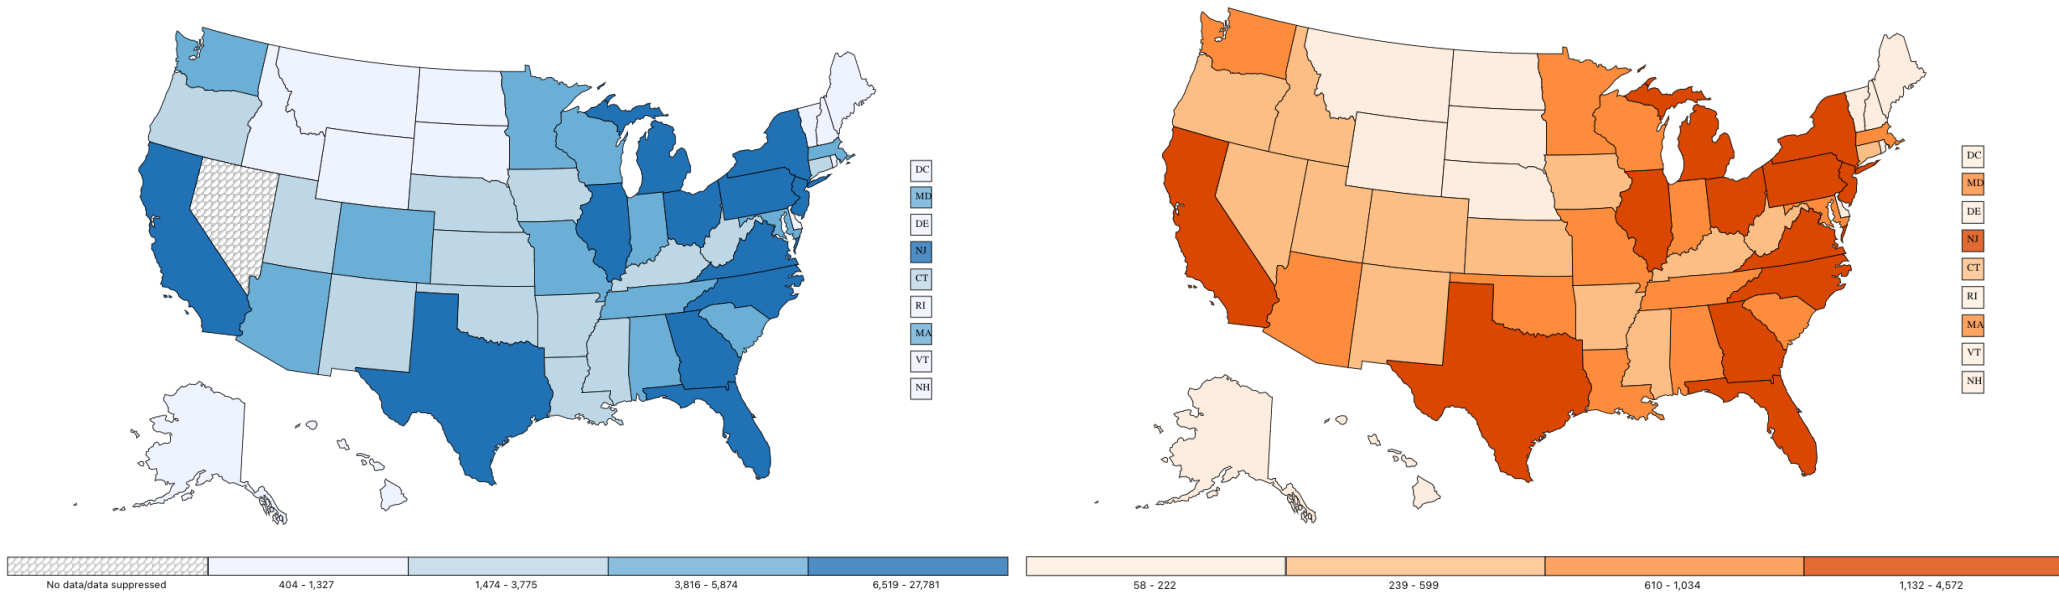 DC
MD
DE
NJ
CT
RI
MA
VT
NH
No data/data suppressed
404 - 1,327
1,474 - 3,775
3,816 - 5,874
6,519 - 27,781
DC
MD
DE
NJ
CT
RI
MA
VT
NH
58 - 222
239 - 599
610 - 1,034
1,132 - 4,572